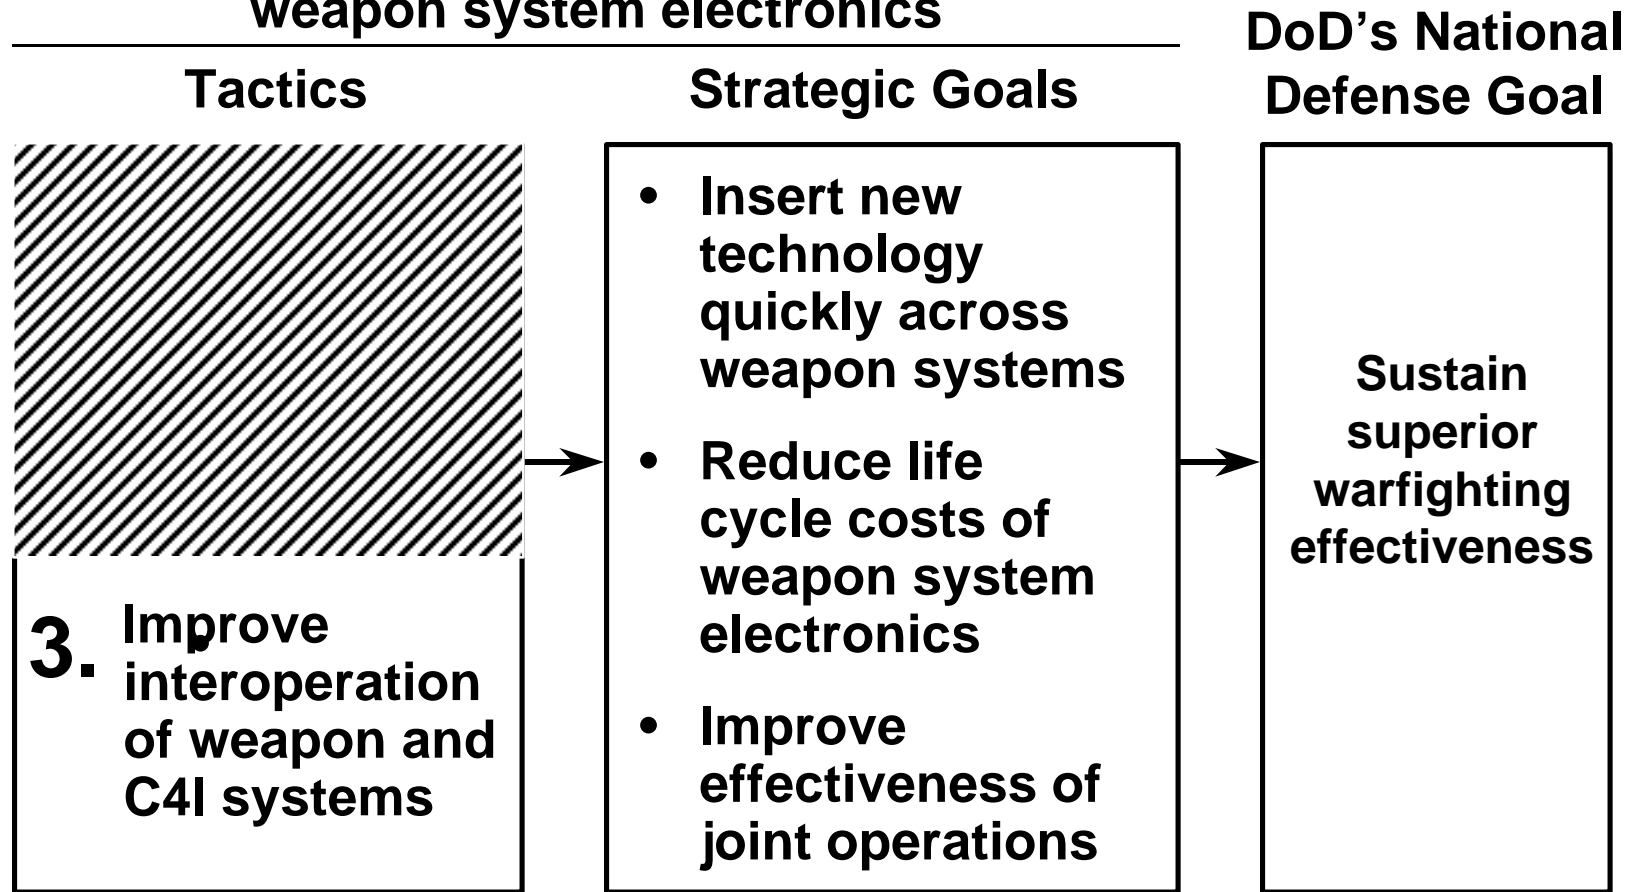 weapon system electronics
DoD's National
Defense Goal
Tactics
Strategic Goals
3. Improve
interoperation
of weapon and
C4I systems
• Insert new
technology
quickly across
weapon systems
• Reduce life
cycle costs of
weapon system
electronics
• Improve
effectiveness of
joint operations
Sustain
superior
warfighting
effectiveness